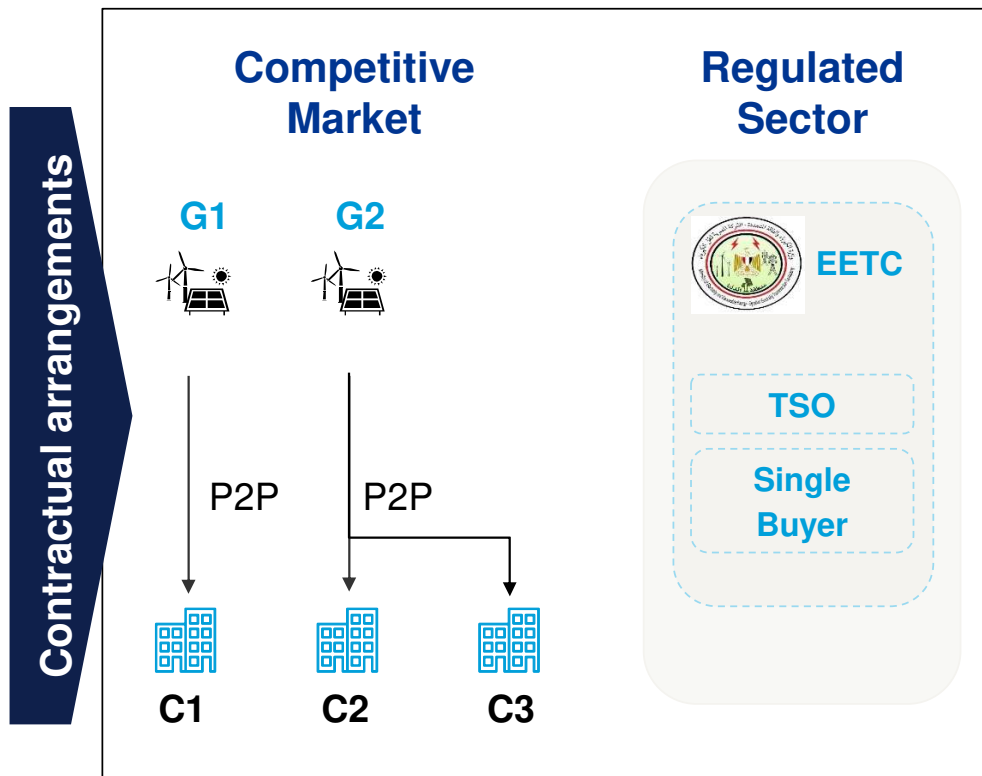 Contractual arrangements
Competitive
Market
Regulated
Sector
G1
G2
EETC
TSO
P2P
P2P
Single
Buyer
C1
C2
C3